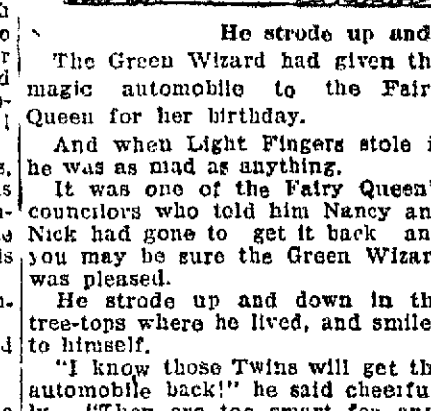 He strode up and
The Green Wizard had given th
magic automobile to the Fair
Queen for her birthday.
And when Light Fingers stole i
he was as mad as anything.
It was one of the Fairy Queen'
councilors who told him Nancy an
Nick had gone to get it back an
you may be sure the Green Wizar
was pleased.
He strode up and down in th
tree-tops where he lived, and smile
to himself.
"I know those Twins will get th
automobile back!" he said cheerfu